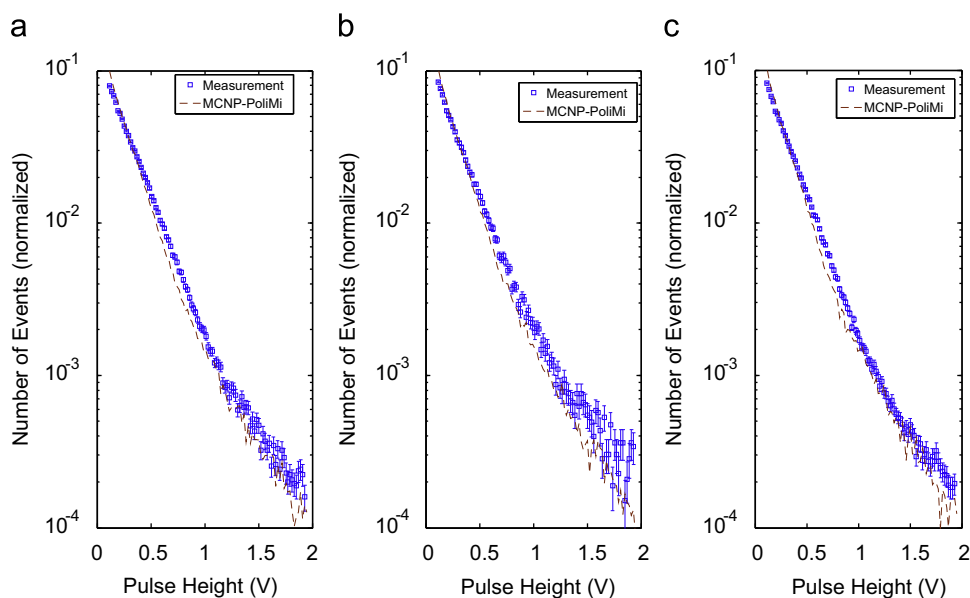 a
10^-1
10^-2
10^-3
10^-4
Number of Events (normalized)
Measurement
MCNP-PoliMi
0 0.5 1 1.5 2
Pulse Height (V)
b
10^-1
10^-2
10^-3
10^-4
Number of Events (normalized)
Measurement
MCNP-PoliMi
0 0.5 1 1.5 2
Pulse Height (V)
c
10^-1
10^-2
10^-3
10^-4
Number of Events (normalized)
Measurement
MCNP-PoliMi
0 0.5 1 1.5 2
Pulse Height (V)